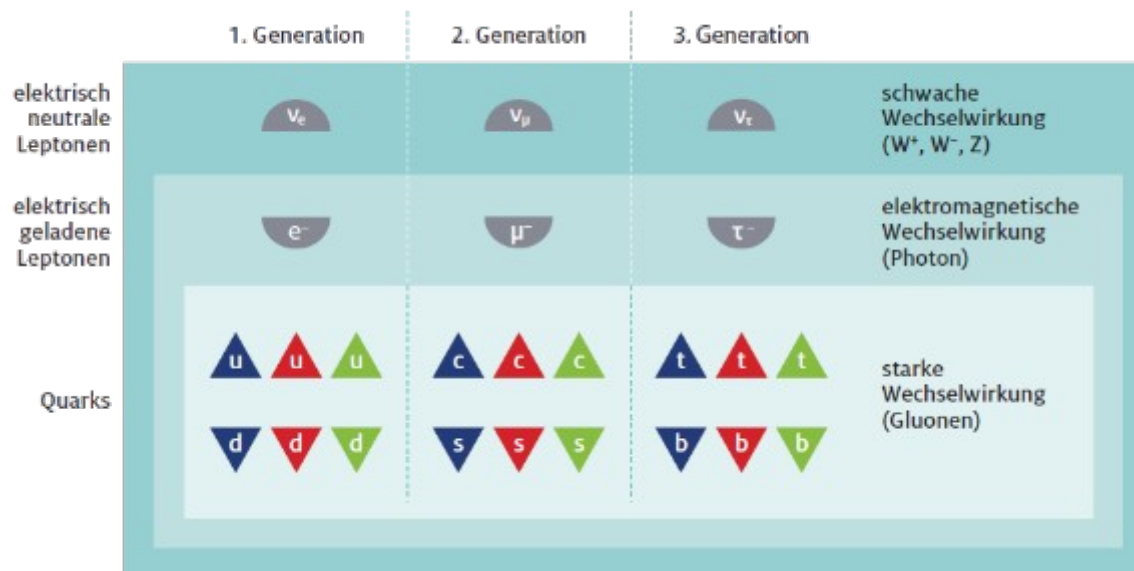 1. Generation 2. Generation 3. Generation
elektrisch
neutrale
Leptonen
νe νμ ντ
schwache
Wechselwirkung
(W⁺, W⁻, Z)
elektrisch
geladene
Leptonen
e⁻ μ⁻ τ⁻
elektromagnetische
Wechselwirkung
(Photon)
Quarks
u u u c c c t t t
d d d s s s b b b
starke
Wechselwirkung
(Gluonen)